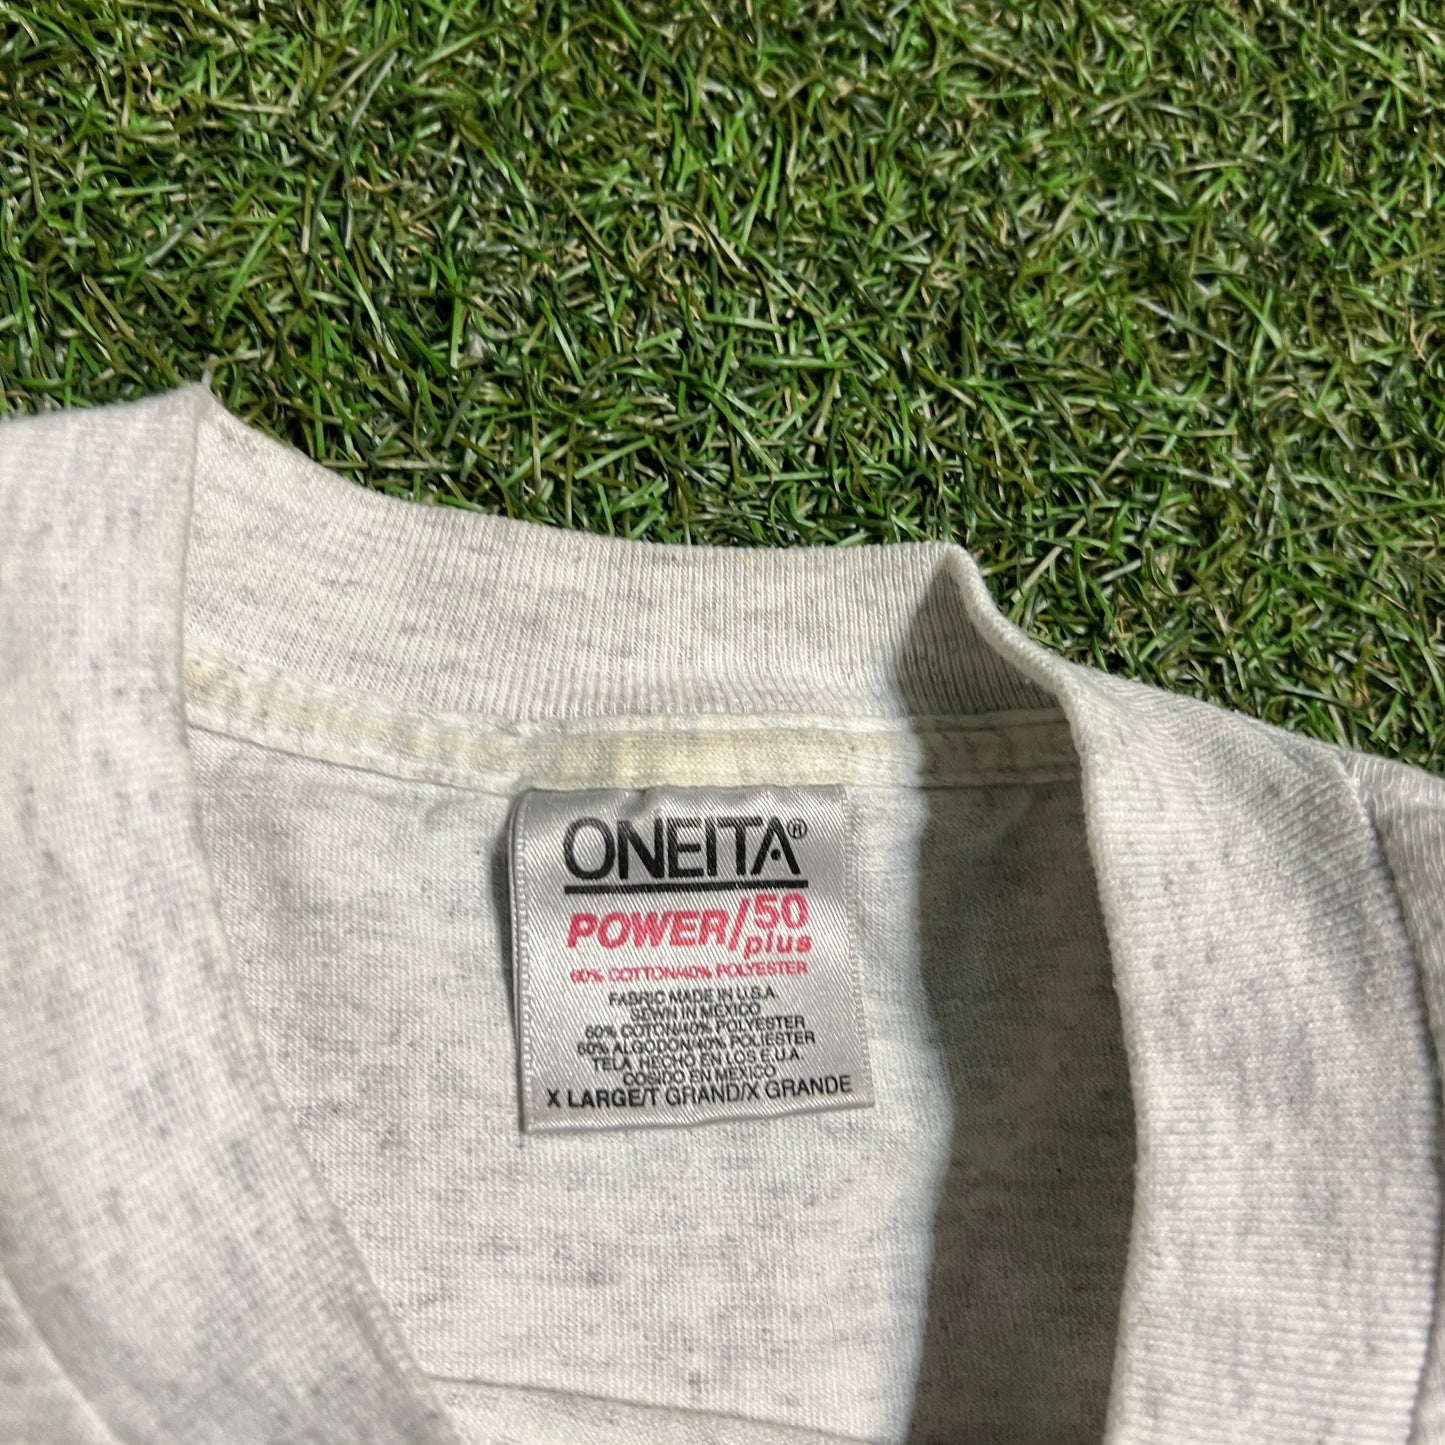 ONEITA®
POWER/50
plus
60% COTTON/40% POLYESTER
FABRIC MADE IN U.S.A.
SEWN IN MEXICO
60% COTON/40% POLYESTER
60% ALGODON/40% POLIESTER
TELA HECHO EN LOS E.U.A.
COSIDO EN MEXICO
X LARGE/T GRAND/X GRANDE